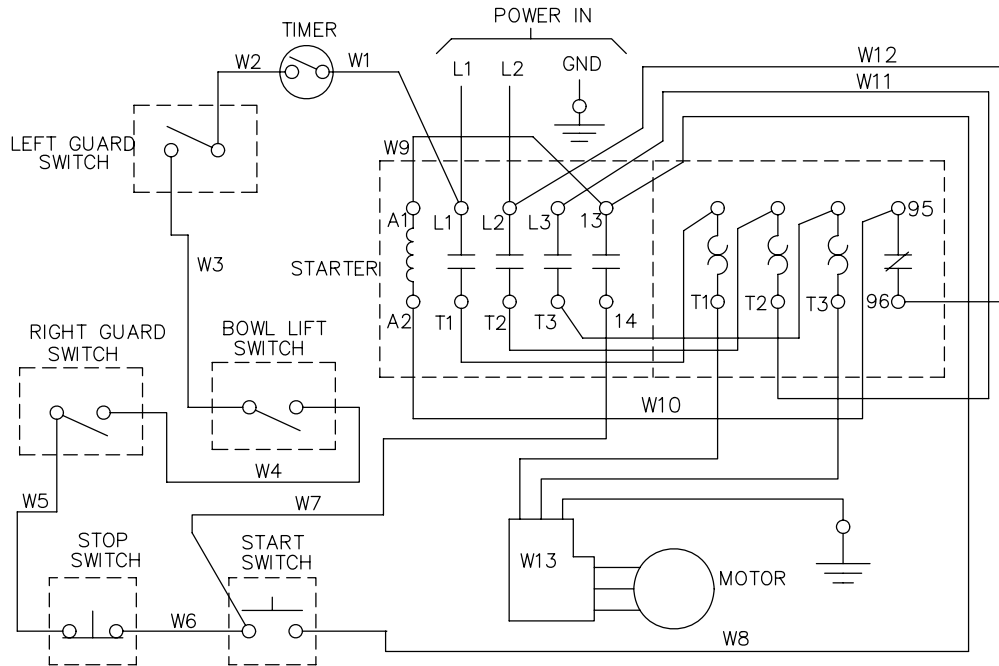 POWER IN
TIMER
W12
W2
W1
L1
L2
GND
W11
LEFT GUARD
SWITCH
W9
A1
L1
L2
L3
13
95
W3
STARTER
A2
T1
T2
T3
14
T1
T2
T3
96
RIGHT GUARD
SWITCH
BOWL LIFT
SWITCH
W10
W4
W5
W7
STOP
SWITCH
START
SWITCH
W13
MOTOR
W6
W8